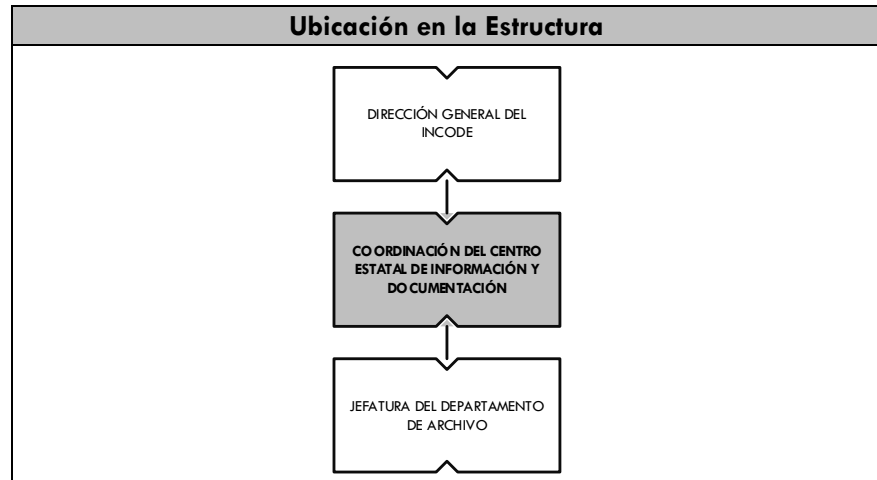 Ubicación en la Estructura
DIRECCIÓN GENERAL DEL
INCODE
COORDINACIÓN DEL CENTRO
ESTATAL DE INFORMACIÓN Y
DOCUMENTACIÓN
JEFATURA DEL DEPARTAMENTO
DE ARCHIVO